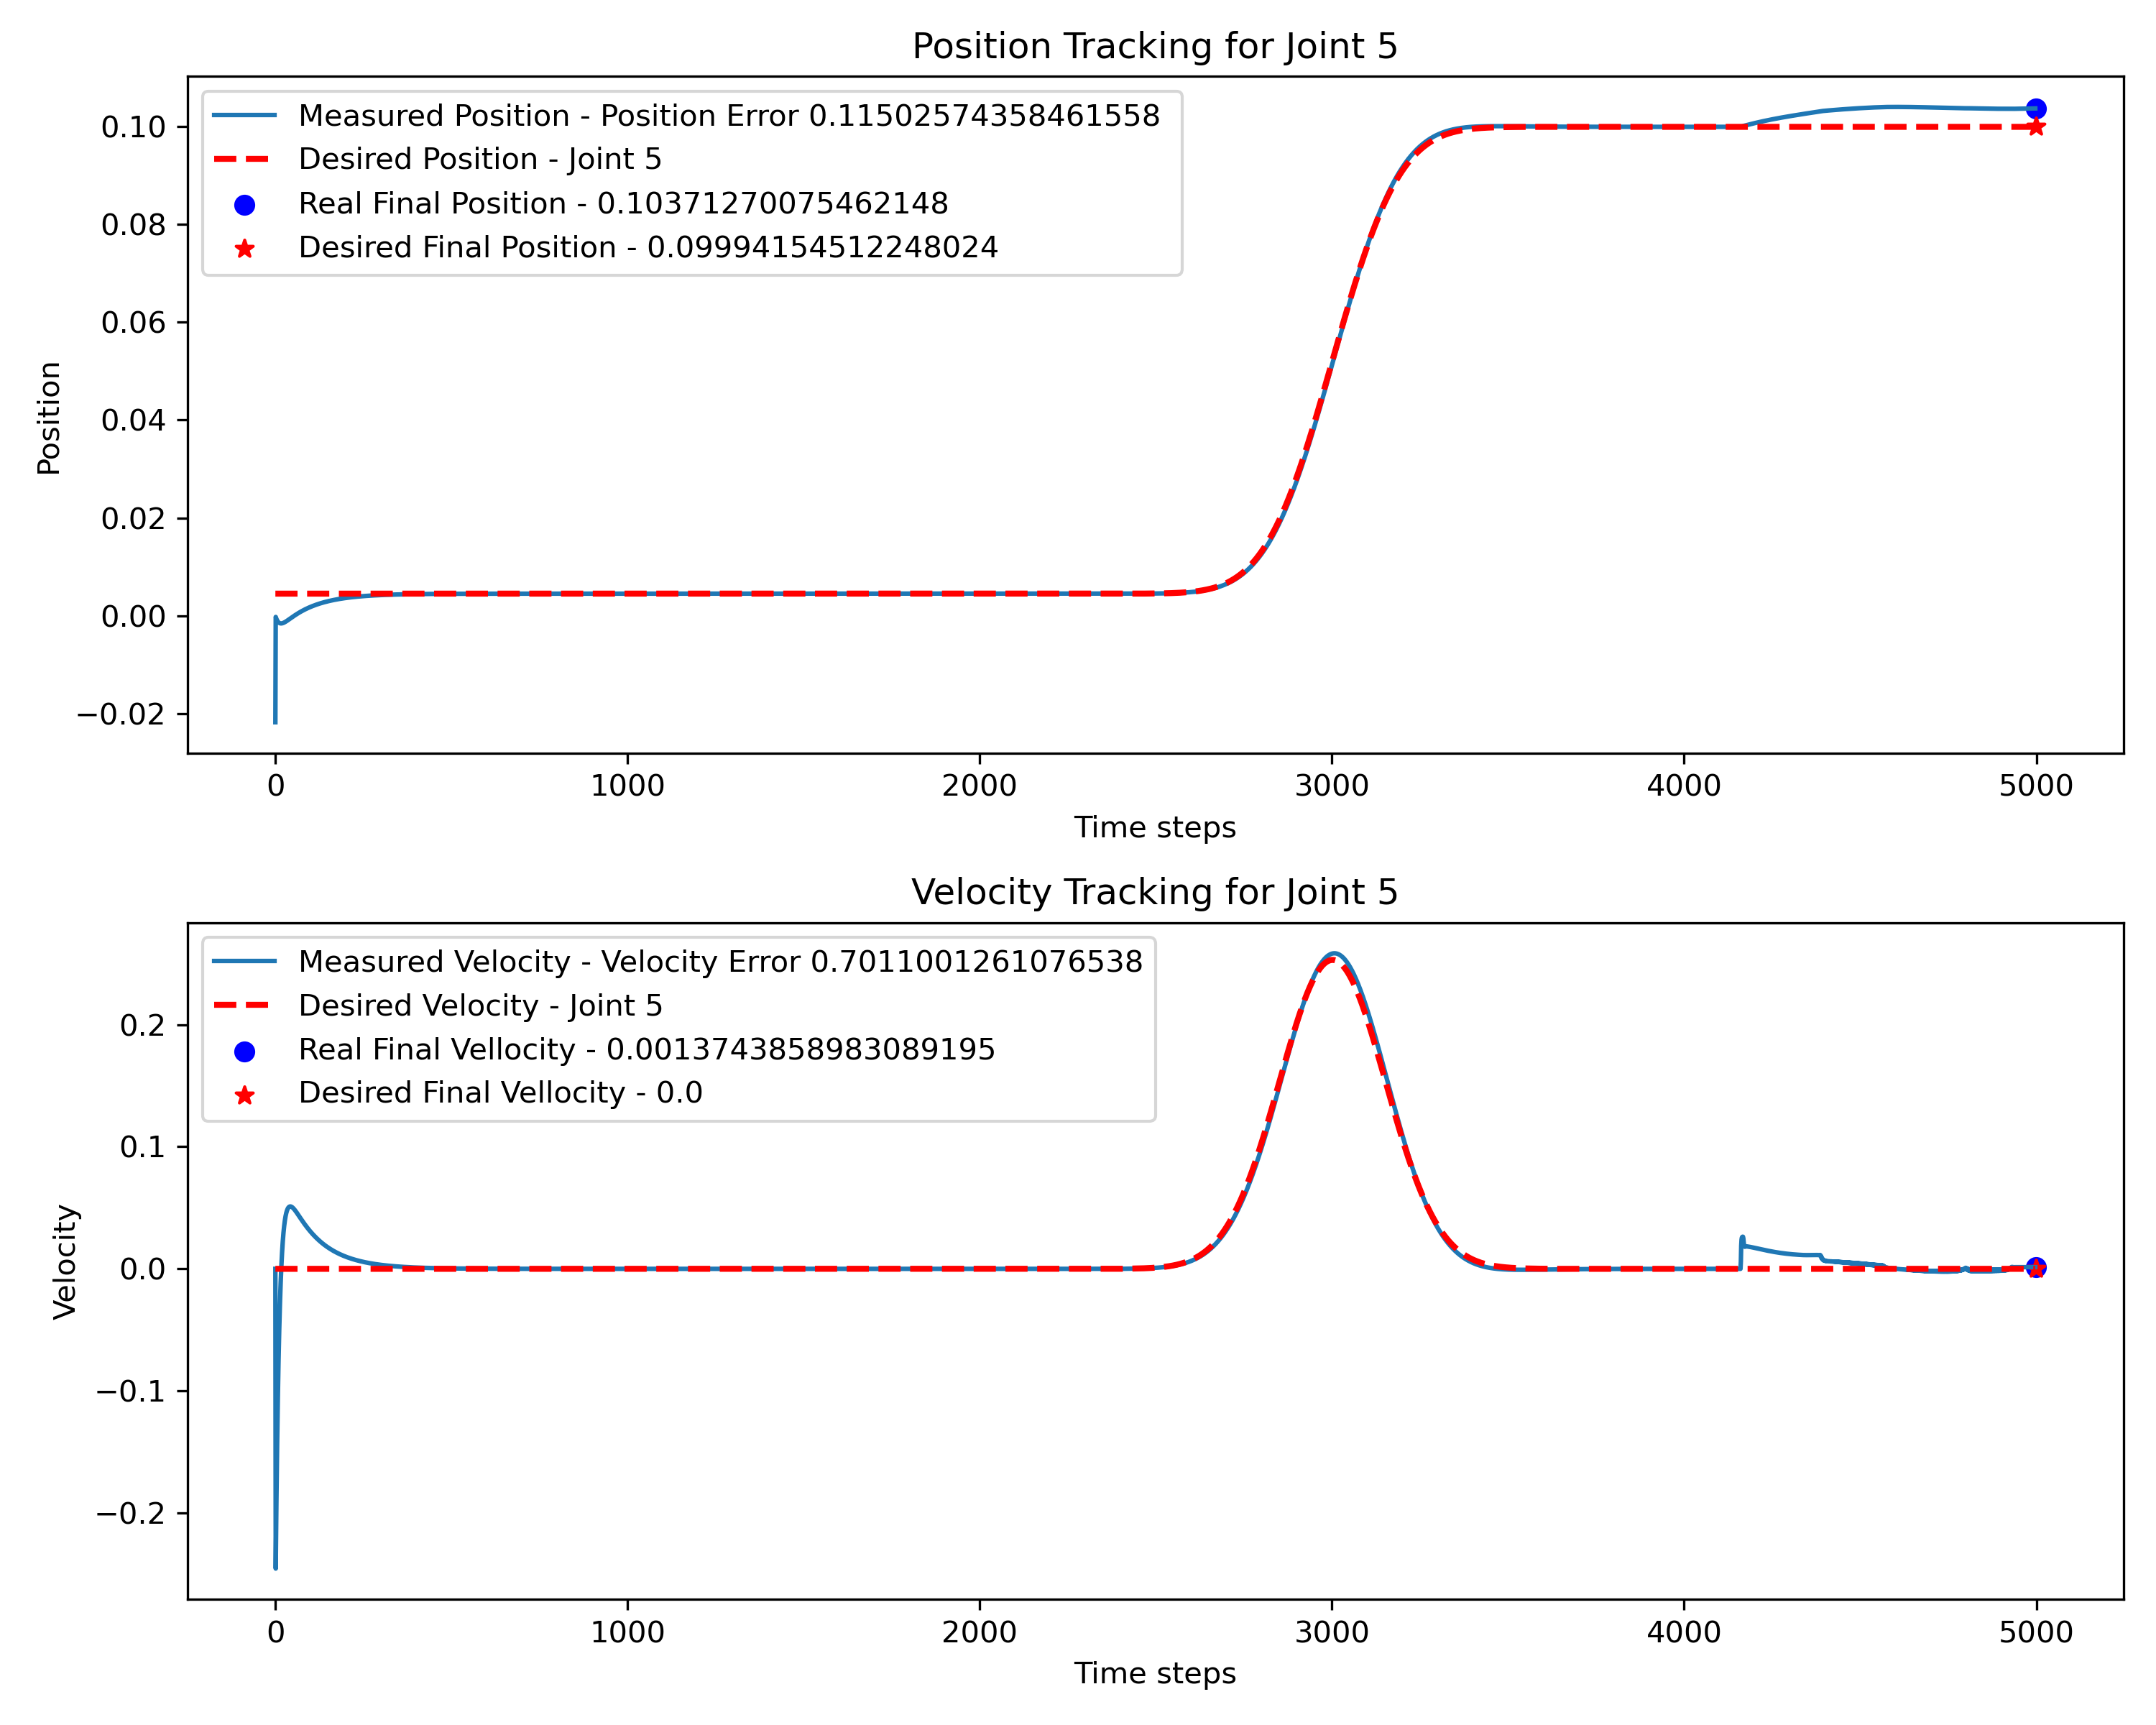 Position Tracking for Joint 5
Measured Position - Position Error 0.11502574358461558
Desired Position - Joint 5
Real Final Position - 0.10371270075462148
Desired Final Position - 0.09994154512248024
0.10
0.08
0.06
0.04
0.02
0.00
−0.02
Position
0
1000
2000
3000
4000
5000
Time steps
Velocity Tracking for Joint 5
Measured Velocity - Velocity Error 0.7011001261076538
Desired Velocity - Joint 5
Real Final Vellocity - 0.0013743858983089195
Desired Final Vellocity - 0.0
0.2
0.1
0.0
−0.1
−0.2
Velocity
0
1000
2000
3000
4000
5000
Time steps